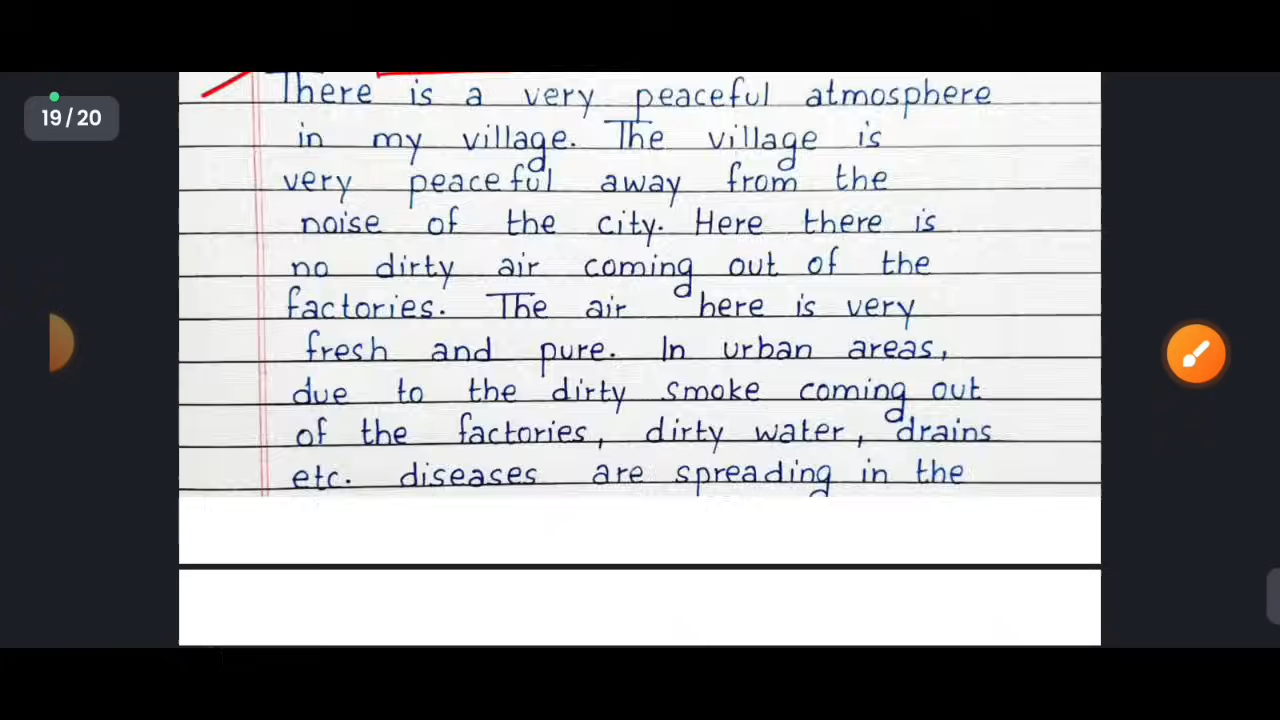 19/20
There is a very peaceful atmosphere
in my village. The village is
very peaceful away from the
noise of the city. Here there is
no dirty air coming out of the
factories. The air here is very
fresh and pure. In urban areas,
due to the dirty smoke coming out
of the factories, dirty water, drains
etc. diseases are spreading in the